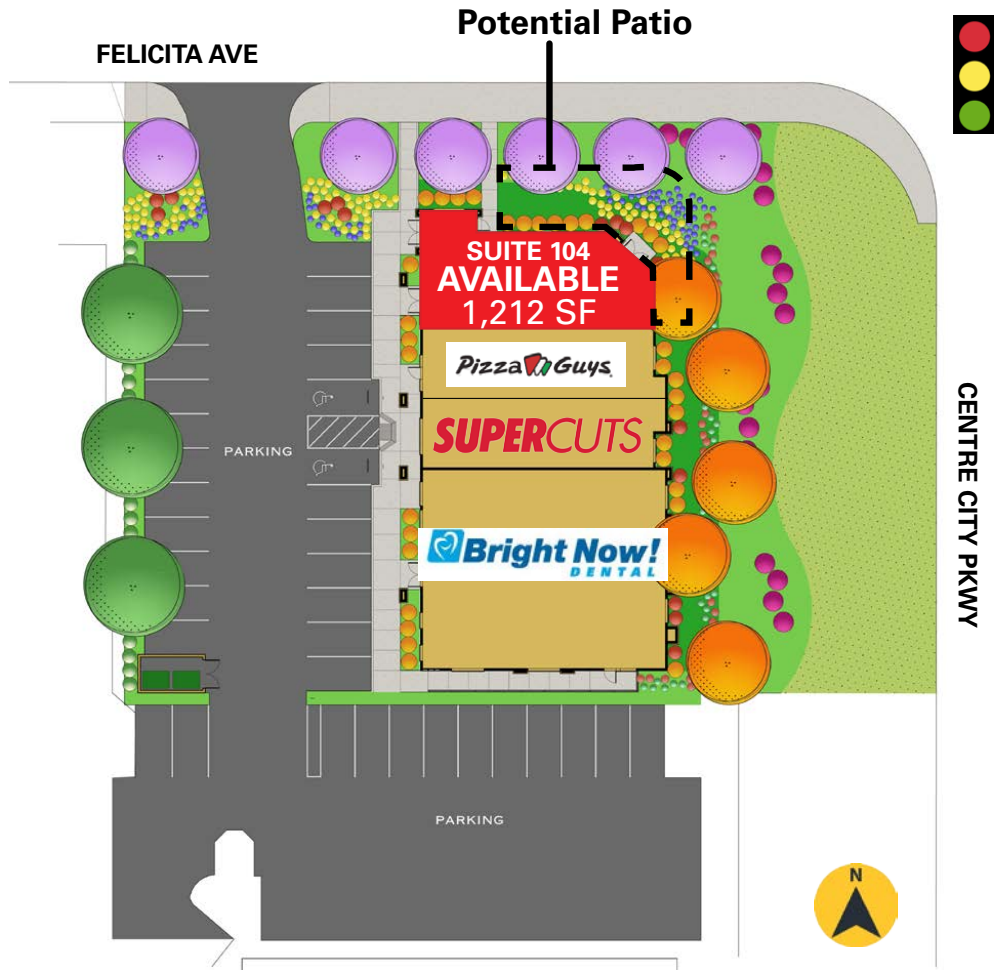 Potential Patio
FELICITA AVE
SUITE 104
AVAILABLE
1,212 SF
Pizza Guys
SUPERCUTS
PARKING
CENTRE CITY PKWY
Bright Now!
DENTAL
PARKING
N